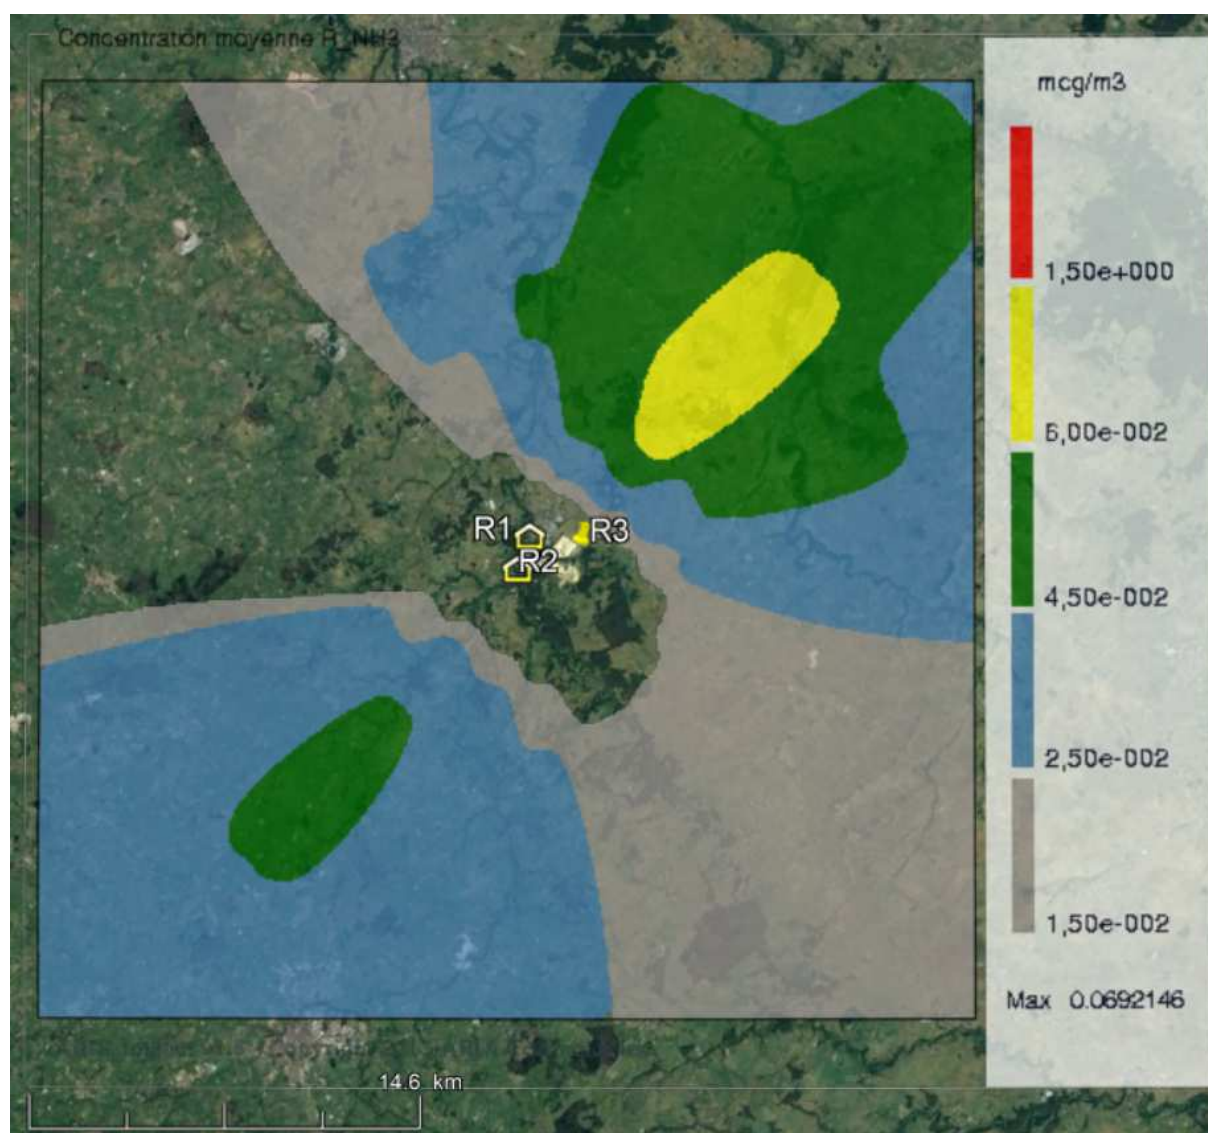 Concentration moyenne R_NH3
mcg/m3
1,50e+000
6,00e-002
4,50e-002
2,50e-002
1,50e-002
Max 0.0692146
R1
R2
R3
14.6 km